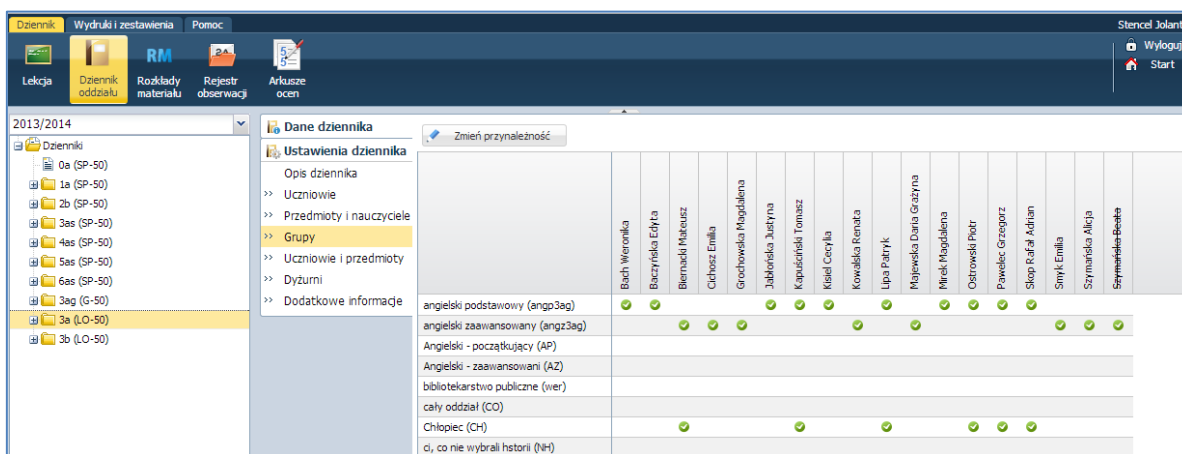 Dziennik Wydruki i zestawienia Pomoc Stencel Jolant
Wyloguj
Start
Lekcja Dziennik oddziału Rozkłady materiału Rejestr obserwacji Arkusze ocen
RM
2013/2014
Dzienniki
0a (SP-50)
1a (SP-50)
2b (SP-50)
3as (SP-50)
4as (SP-50)
5as (SP-50)
6as (SP-50)
3ag (G-50)
3a (LO-50)
3b (LO-50)
Dane dziennika
Ustawienia dziennika
Opis dziennika
>> Uczniowie
>> Przedmioty i nauczyciele
>> Grupy
>> Uczniowie i przedmioty
>> Dyżurni
>> Dodatkowe informacje
Zmień przynależność
Bach Weronika
Baczyńska Edyta
Biernacki Mateusz
Cichosz Emilia
Grochowska Magdalena
Jabłońska Justyna
Kapuściński Tomasz
Kisiel Cecylia
Kowalska Renata
Lipa Patryk
Majewska Daria Grażyna
Mirek Magdalena
Ostrowski Piotr
Pawelec Grzegorz
Skop Rafał Adrian
Smyk Emilia
Szymańska Alicja
Szymańska Beata
angielski podstawowy (angp3ag)
angielski zaawansowany (angz3ag)
Angielski - początkujący (AP)
Angielski - zaawansowani (AZ)
bibliotekarstwo publiczne (wer)
cały oddział (CO)
Chłopiec (CH)
ci, co nie wybrali hstorii (NH)